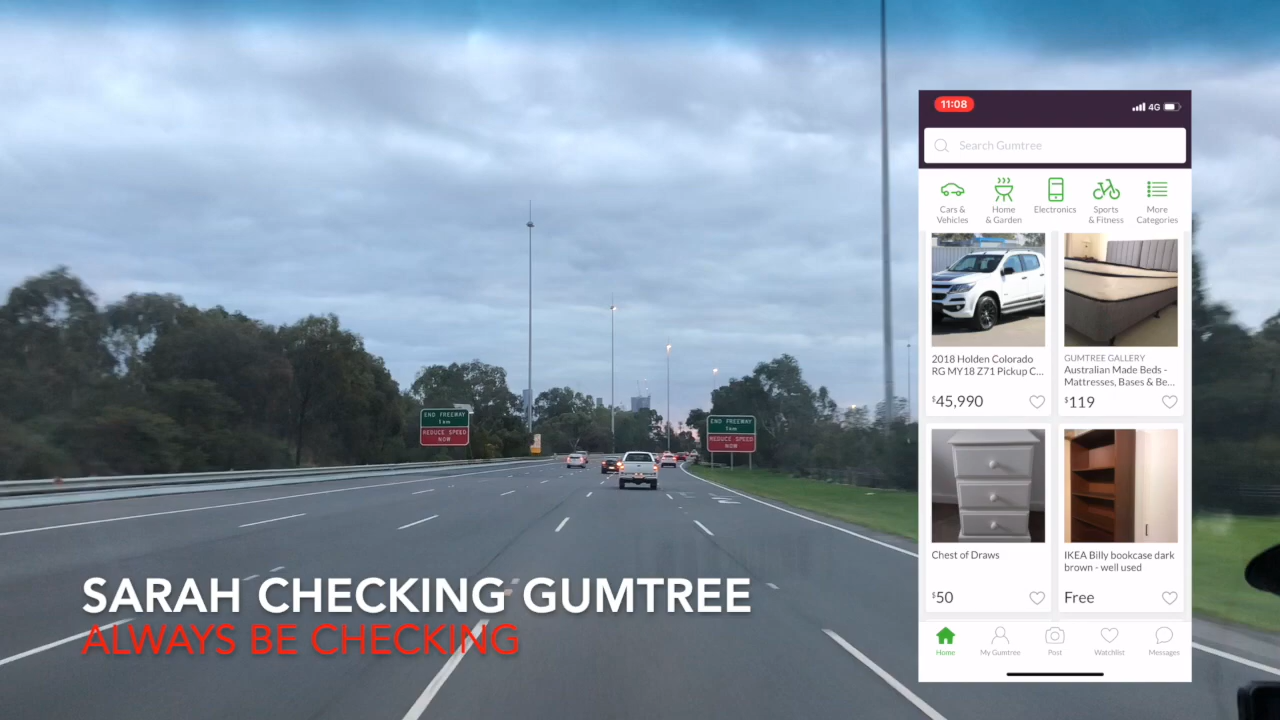 11:08
4G
Search Gumtree
Cars &
Vehicles
Home
& Garden
Electronics
Sports
& Fitness
More
Categories
2018 Holden Colorado
RG MY18 Z71 Pickup C...
$45,990
GUMTREE GALLERY
Australian Made Beds -
Mattresses, Bases & Be...
$119
Chest of Draws
$50
IKEA Billy bookcase dark
brown - well used
Free
Home
My Gumtree
Post
Watchlist
Messages
END FREEWAY
1km
REDUCE SPEED
NOW
END FREEWAY
1km
REDUCE SPEED
NOW
SARAH CHECKING GUMTREE
ALWAYS BE CHECKING